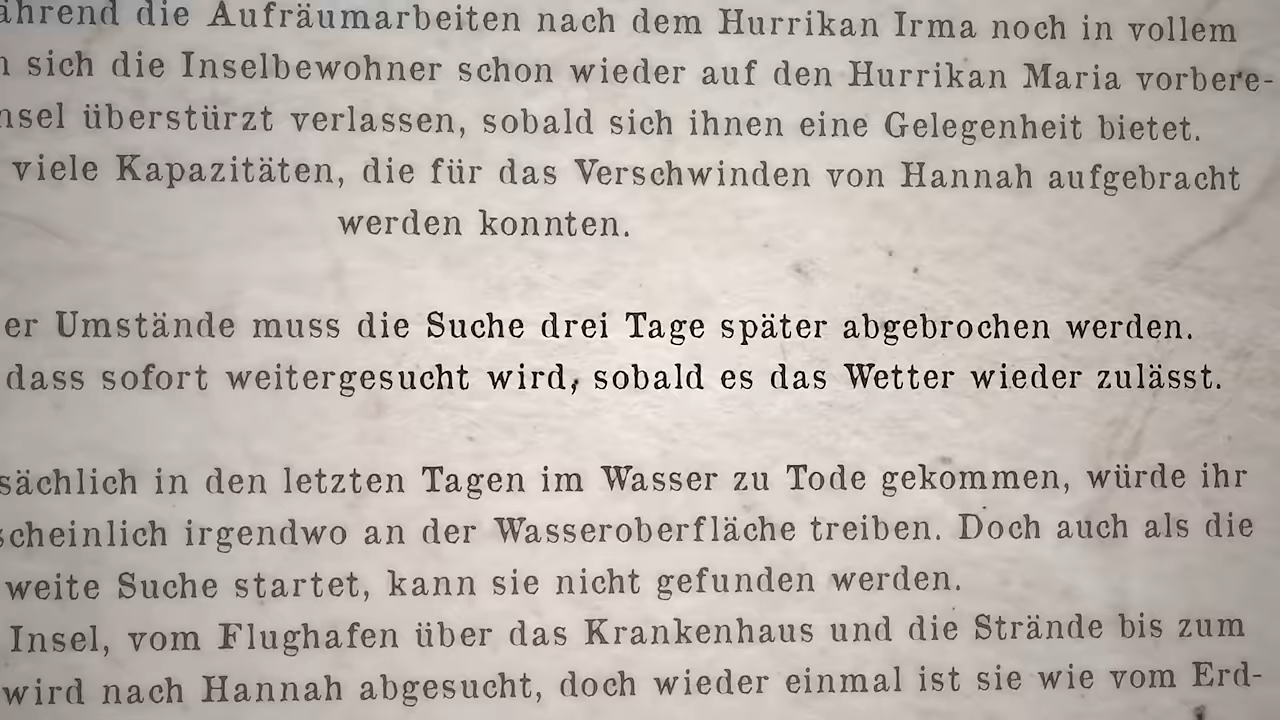 ährend die Aufräumarbeiten nach dem Hurrikan Irma noch in vollem
n sich die Inselbewohner schon wieder auf den Hurrikan Maria vorbere-
nsel überstürzt verlassen, sobald sich ihnen eine Gelegenheit bietet.
viele Kapazitäten, die für das Verschwinden von Hannah aufgebracht
werden konnten.
er Umstände muss die Suche drei Tage später abgebrochen werden.
dass sofort weitergesucht wird, sobald es das Wetter wieder zulässt.
sächlich in den letzten Tagen im Wasser zu Tode gekommen, würde ihr
scheinlich irgendwo an der Wasseroberfläche treiben. Doch auch als die
weite Suche startet, kann sie nicht gefunden werden.
Insel, vom Flughafen über das Krankenhaus und die Strände bis zum
wird nach Hannah abgesucht, doch wieder einmal ist sie wie vom Erd-